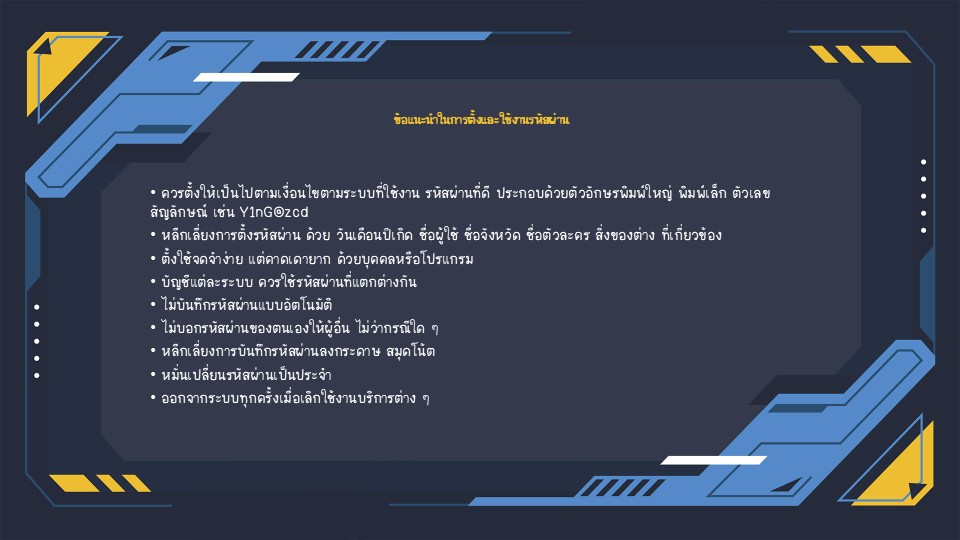 ข้อแนะนำในการตั้งและใช้งานรหัสผ่าน
• ควรตั้งให้เป็นไปตามเงื่อนไขตามระบบที่ใช้งาน รหัสผ่านที่ดี ประกอบด้วยตัวอักษรพิมพ์ใหญ่ พิมพ์เล็ก ตัวเลข
สัญลักษณ์ เช่น Y1nG@zcd
• หลีกเลี่ยงการตั้งรหัสผ่าน ด้วย วันเดือนปีเกิด ชื่อผู้ใช้ ชื่อจังหวัด ชื่อตัวละคร สิ่งของต่าง ที่เกี่ยวข้อง
• ตั้งใช้จดจำง่าย แต่คาดเดายาก ด้วยบุคคลหรือโปรแกรม
• บัญชีแต่ละระบบ ควรใช้รหัสผ่านที่แตกต่างกัน
• ไม่บันทึกรหัสผ่านแบบอัตโนมัติ
• ไม่บอกรหัสผ่านของตนเองให้ผู้อื่น ไม่ว่ากรณีใด ๆ
• หลีกเลี่ยงการบันทึกรหัสผ่านลงกระดาษ สมุดโน้ต
• หมั่นเปลี่ยนรหัสผ่านเป็นประจำ
• ออกจากระบบทุกครั้งเมื่อเลิกใช้งานบริการต่าง ๆ